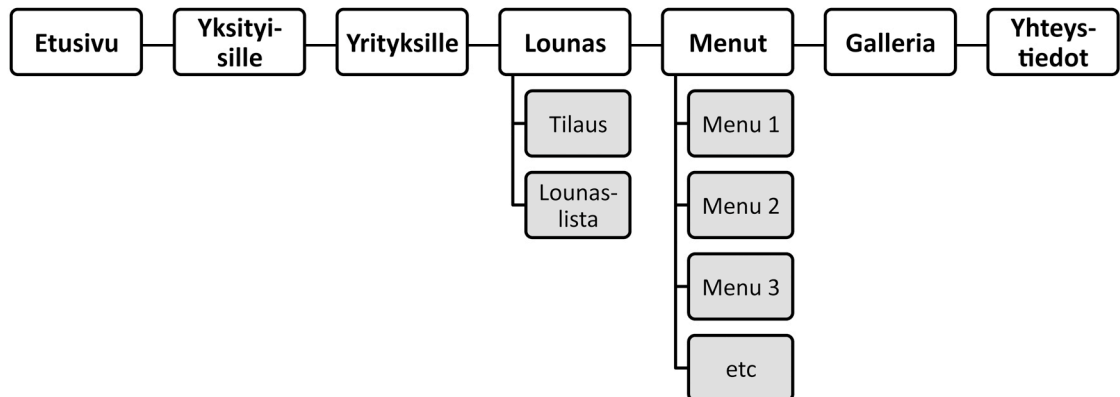 Etusivu
Yksityi-
sille
Yrityksille
Lounas
Menut
Galleria
Yhteys-
tiedot
Tilaus
Lounas-
lista
Menu 1
Menu 2
Menu 3
etc